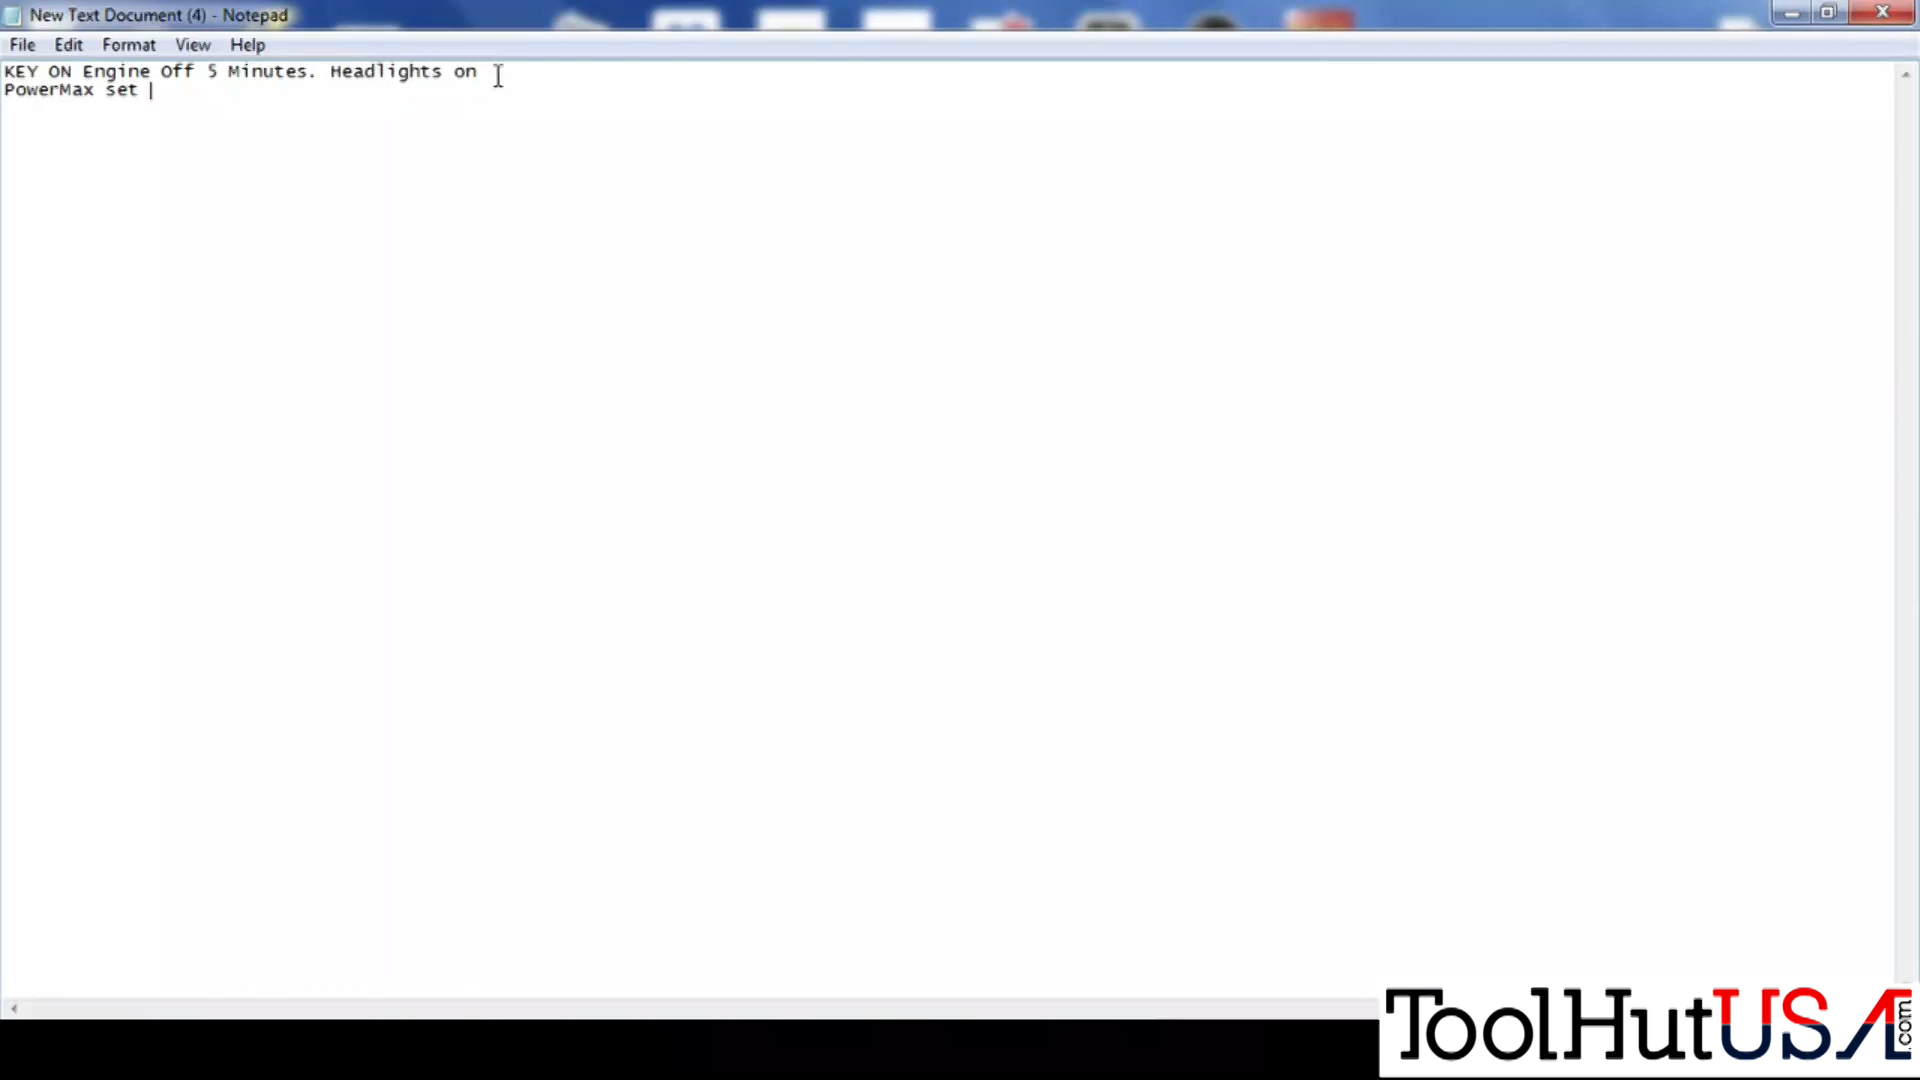 New Text Document (4) - Notepad
File Edit Format View Help
KEY ON Engine Off 5 Minutes. Headlights on
PowerMax set
ToolHutUSA.com